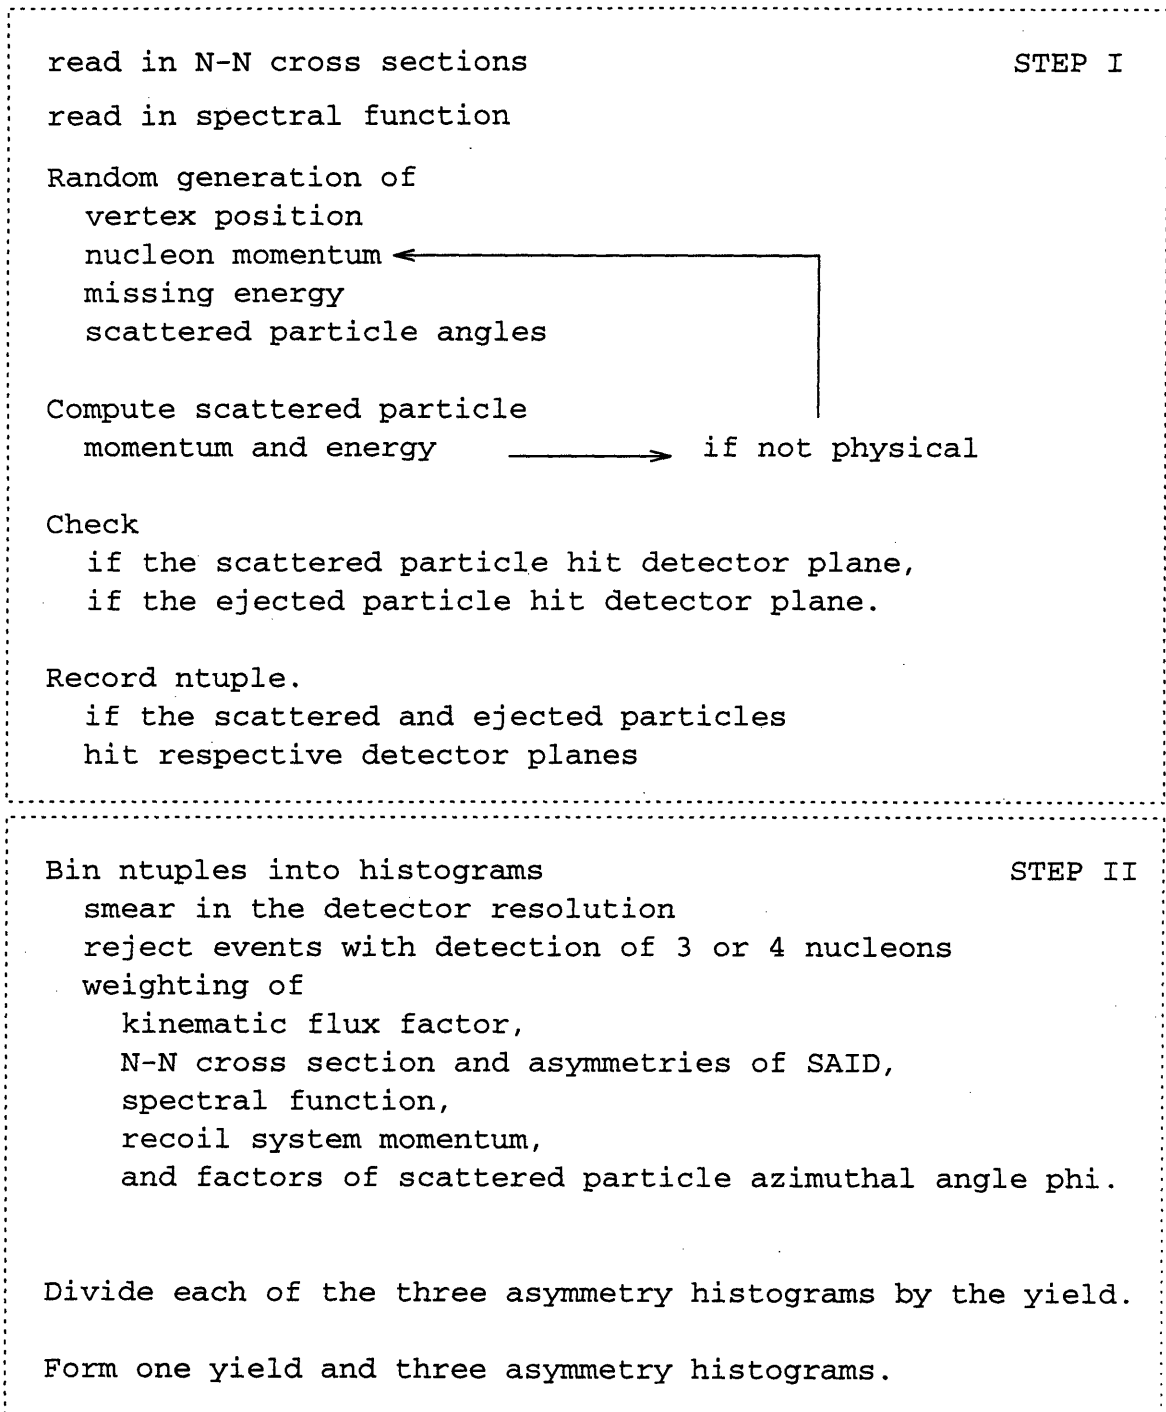 read in N-N cross sections STEP I
read in spectral function
Random generation of
vertex position
nucleon momentum
missing energy
scattered particle angles
Compute scattered particle
momentum and energy if not physical
Check
if the scattered particle hit detector plane,
if the ejected particle hit detector plane.
Record ntuple.
if the scattered and ejected particles
hit respective detector planes
Bin ntuples into histograms STEP II
smear in the detector resolution
reject events with detection of 3 or 4 nucleons
weighting of
kinematic flux factor,
N-N cross section and asymmetries of SAID,
spectral function,
recoil system momentum,
and factors of scattered particle azimuthal angle phi.
Divide each of the three asymmetry histograms by the yield.
Form one yield and three asymmetry histograms.